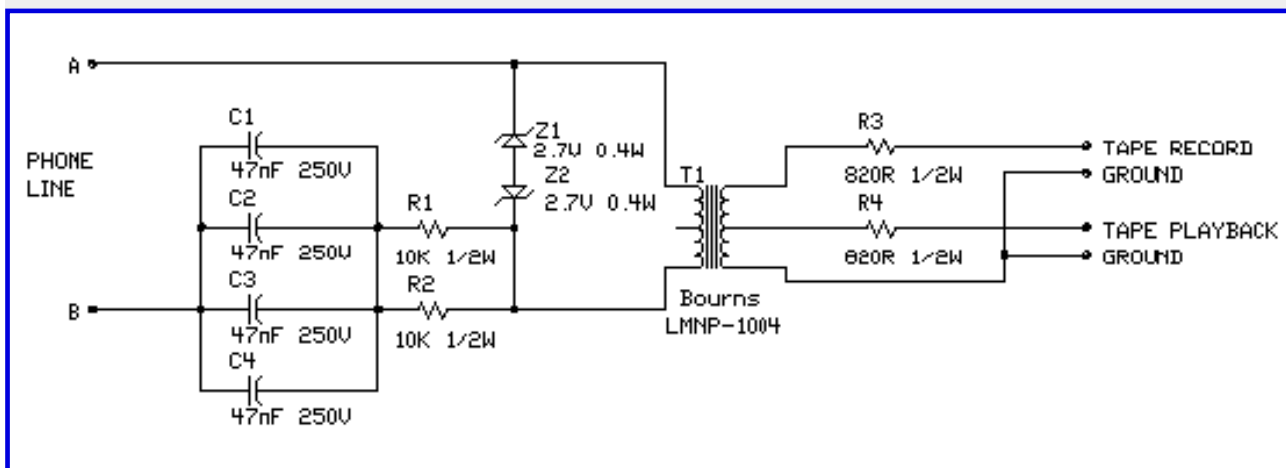 A
PHONE
LINE
B
C1
47nF 250V
C2
47nF 250V
C3
47nF 250V
C4
47nF 250V
R1
10K 1/2W
R2
10K 1/2W
Z1
2.7V 0.4W
Z2
2.7V 0.4W
T1
Bourns
LMNP-1004
R3
820R 1/2W
R4
820R 1/2W
TAPE RECORD
GROUND
TAPE PLAYBACK
GROUND